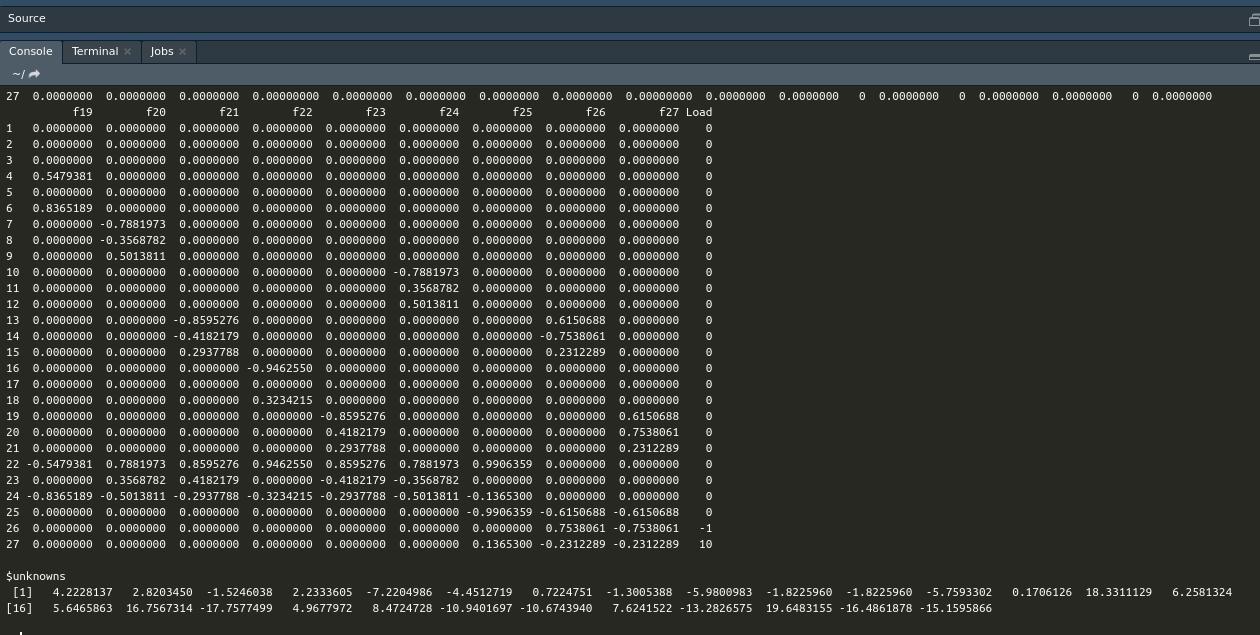 Source
Console Terminal × Jobs ×
~/
27 0.0000000 0.0000000 0.0000000 0.00000000 0.0000000 0.0000000 0.0000000 0.0000000 0.00000000 0.0000000 0.0000000 0 0.0000000 0 0.0000000 0.0000000 0 0.0000000
f19 f20 f21 f22 f23 f24 f25 f26 f27 Load
1 0.0000000 0.0000000 0.0000000 0.0000000 0.0000000 0.0000000 0.0000000 0.0000000 0.0000000 0
2 0.0000000 0.0000000 0.0000000 0.0000000 0.0000000 0.0000000 0.0000000 0.0000000 0.0000000 0
3 0.0000000 0.0000000 0.0000000 0.0000000 0.0000000 0.0000000 0.0000000 0.0000000 0.0000000 0
4 0.5479381 0.0000000 0.0000000 0.0000000 0.0000000 0.0000000 0.0000000 0.0000000 0.0000000 0
5 0.0000000 0.0000000 0.0000000 0.0000000 0.0000000 0.0000000 0.0000000 0.0000000 0.0000000 0
6 0.8365189 0.0000000 0.0000000 0.0000000 0.0000000 0.0000000 0.0000000 0.0000000 0.0000000 0
7 0.0000000 -0.7881973 0.0000000 0.0000000 0.0000000 0.0000000 0.0000000 0.0000000 0.0000000 0
8 0.0000000 -0.3568782 0.0000000 0.0000000 0.0000000 0.0000000 0.0000000 0.0000000 0.0000000 0
9 0.0000000 0.5013811 0.0000000 0.0000000 0.0000000 0.0000000 0.0000000 0.0000000 0.0000000 0
10 0.0000000 0.0000000 0.0000000 0.0000000 0.0000000 -0.7881973 0.0000000 0.0000000 0.0000000 0
11 0.0000000 0.0000000 0.0000000 0.0000000 0.0000000 0.3568782 0.0000000 0.0000000 0.0000000 0
12 0.0000000 0.0000000 0.0000000 0.0000000 0.0000000 0.5013811 0.0000000 0.0000000 0.0000000 0
13 0.0000000 0.0000000 -0.8595276 0.0000000 0.0000000 0.0000000 0.0000000 0.6150688 0.0000000 0
14 0.0000000 0.0000000 -0.4182179 0.0000000 0.0000000 0.0000000 0.0000000 -0.7538061 0.0000000 0
15 0.0000000 0.0000000 0.2937788 0.0000000 0.0000000 0.0000000 0.0000000 0.2312289 0.0000000 0
16 0.0000000 0.0000000 0.0000000 -0.9462550 0.0000000 0.0000000 0.0000000 0.0000000 0.0000000 0
17 0.0000000 0.0000000 0.0000000 0.0000000 0.0000000 0.0000000 0.0000000 0.0000000 0.0000000 0
18 0.0000000 0.0000000 0.0000000 0.3234215 0.0000000 0.0000000 0.0000000 0.0000000 0.0000000 0
19 0.0000000 0.0000000 0.0000000 0.0000000 -0.8595276 0.0000000 0.0000000 0.0000000 0.6150688 0
20 0.0000000 0.0000000 0.0000000 0.0000000 0.4182179 0.0000000 0.0000000 0.0000000 0.7538061 0
21 0.0000000 0.0000000 0.0000000 0.0000000 0.2937788 0.0000000 0.0000000 0.0000000 0.2312289 0
22 -0.5479381 0.7881973 0.8595276 0.9462550 0.8595276 0.7881973 0.9906359 0.0000000 0.0000000 0
23 0.0000000 0.3568782 0.4182179 0.0000000 -0.4182179 -0.3568782 0.0000000 0.0000000 0.0000000 0
24 -0.8365189 -0.5013811 -0.2937788 -0.3234215 -0.2937788 -0.5013811 -0.1365300 0.0000000 0.0000000 0
25 0.0000000 0.0000000 0.0000000 0.0000000 0.0000000 0.0000000 -0.9906359 -0.6150688 -0.6150688 0
26 0.0000000 0.0000000 0.0000000 0.0000000 0.0000000 0.0000000 0.0000000 0.7538061 -0.7538061 -1
27 0.0000000 0.0000000 0.0000000 0.0000000 0.0000000 0.0000000 0.1365300 -0.2312289 -0.2312289 10
$unknowns
[1] 4.2228137 2.8203450 -1.5246038 2.2333605 -7.2204986 -4.4512719 0.7224751 -1.3005388 -5.9800983 -1.8225960 -1.8225960 -5.7593302 0.1706126 18.3311129 6.2581324
[16] 5.6465863 16.7567314 -17.7577499 4.9677972 8.4724728 -10.9401697 -10.6743940 7.6241522 -13.2826575 19.6483155 -16.4861878 -15.1595866